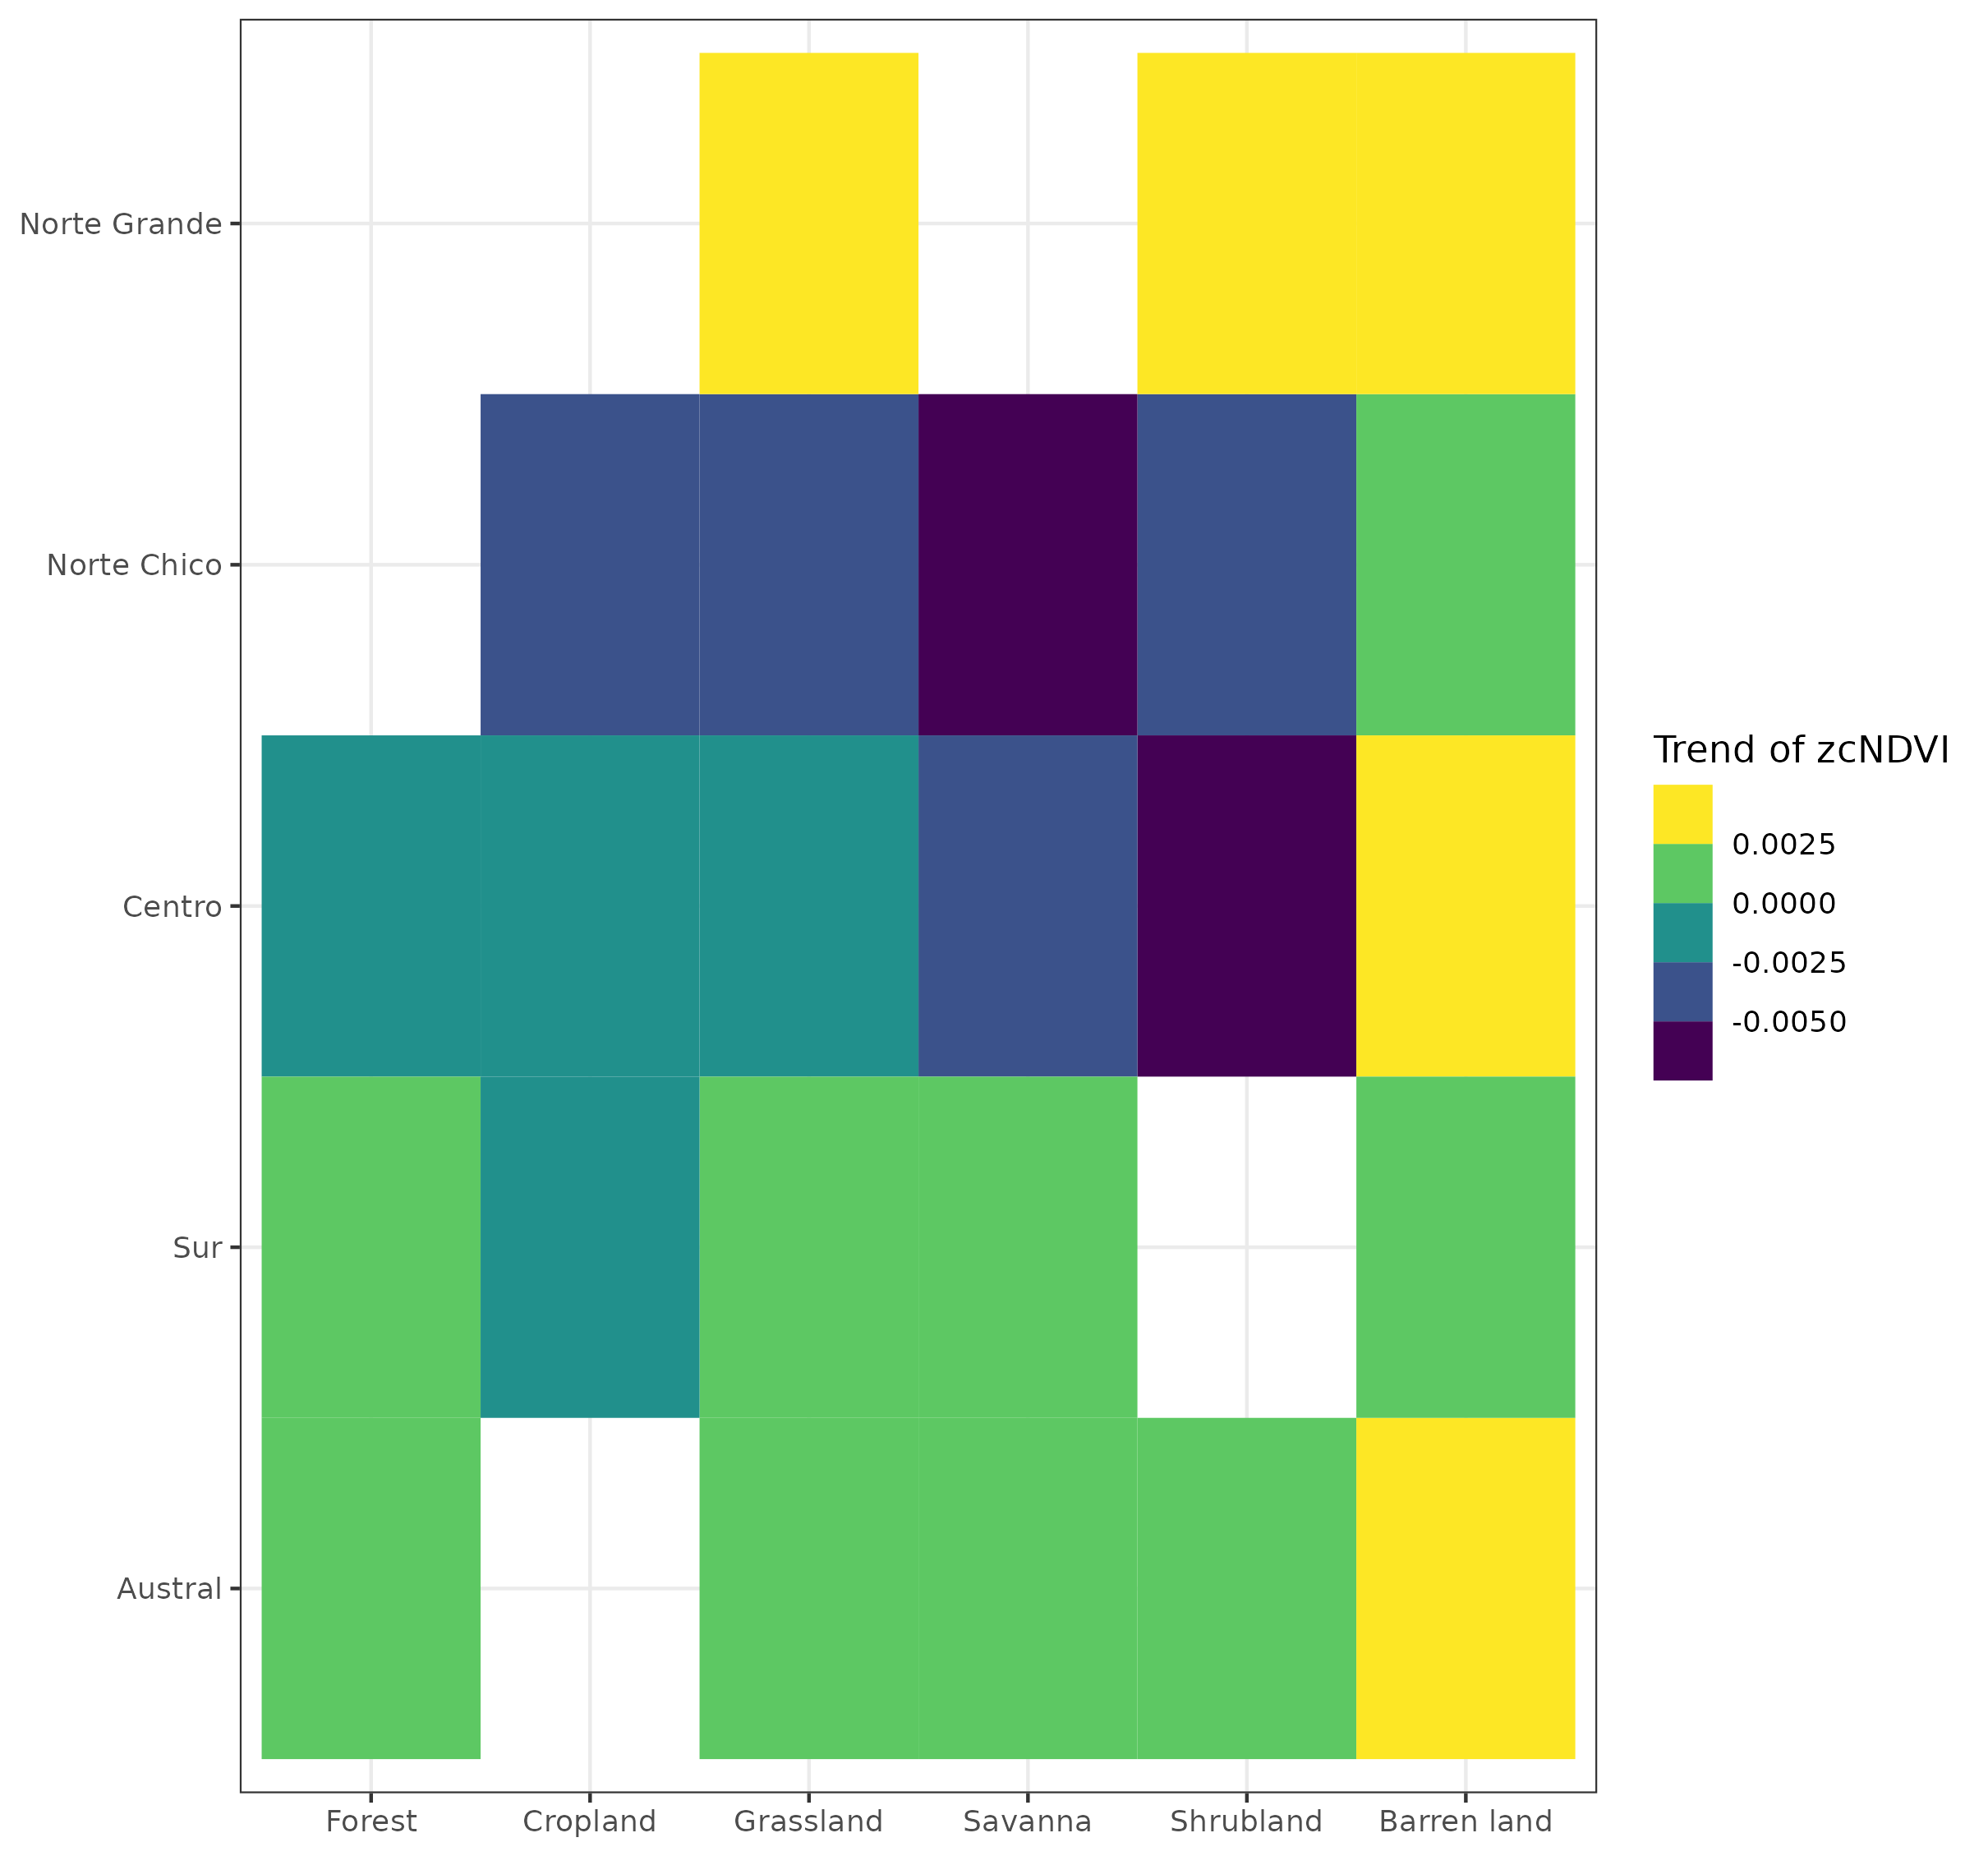 Norte Grande
Norte Chico
Centro
Sur
Austral
Forest
Cropland
Grassland
Savanna
Shrubland
Barren land
Trend of zcNDVI
0.0025
0.0000
-0.0025
-0.0050